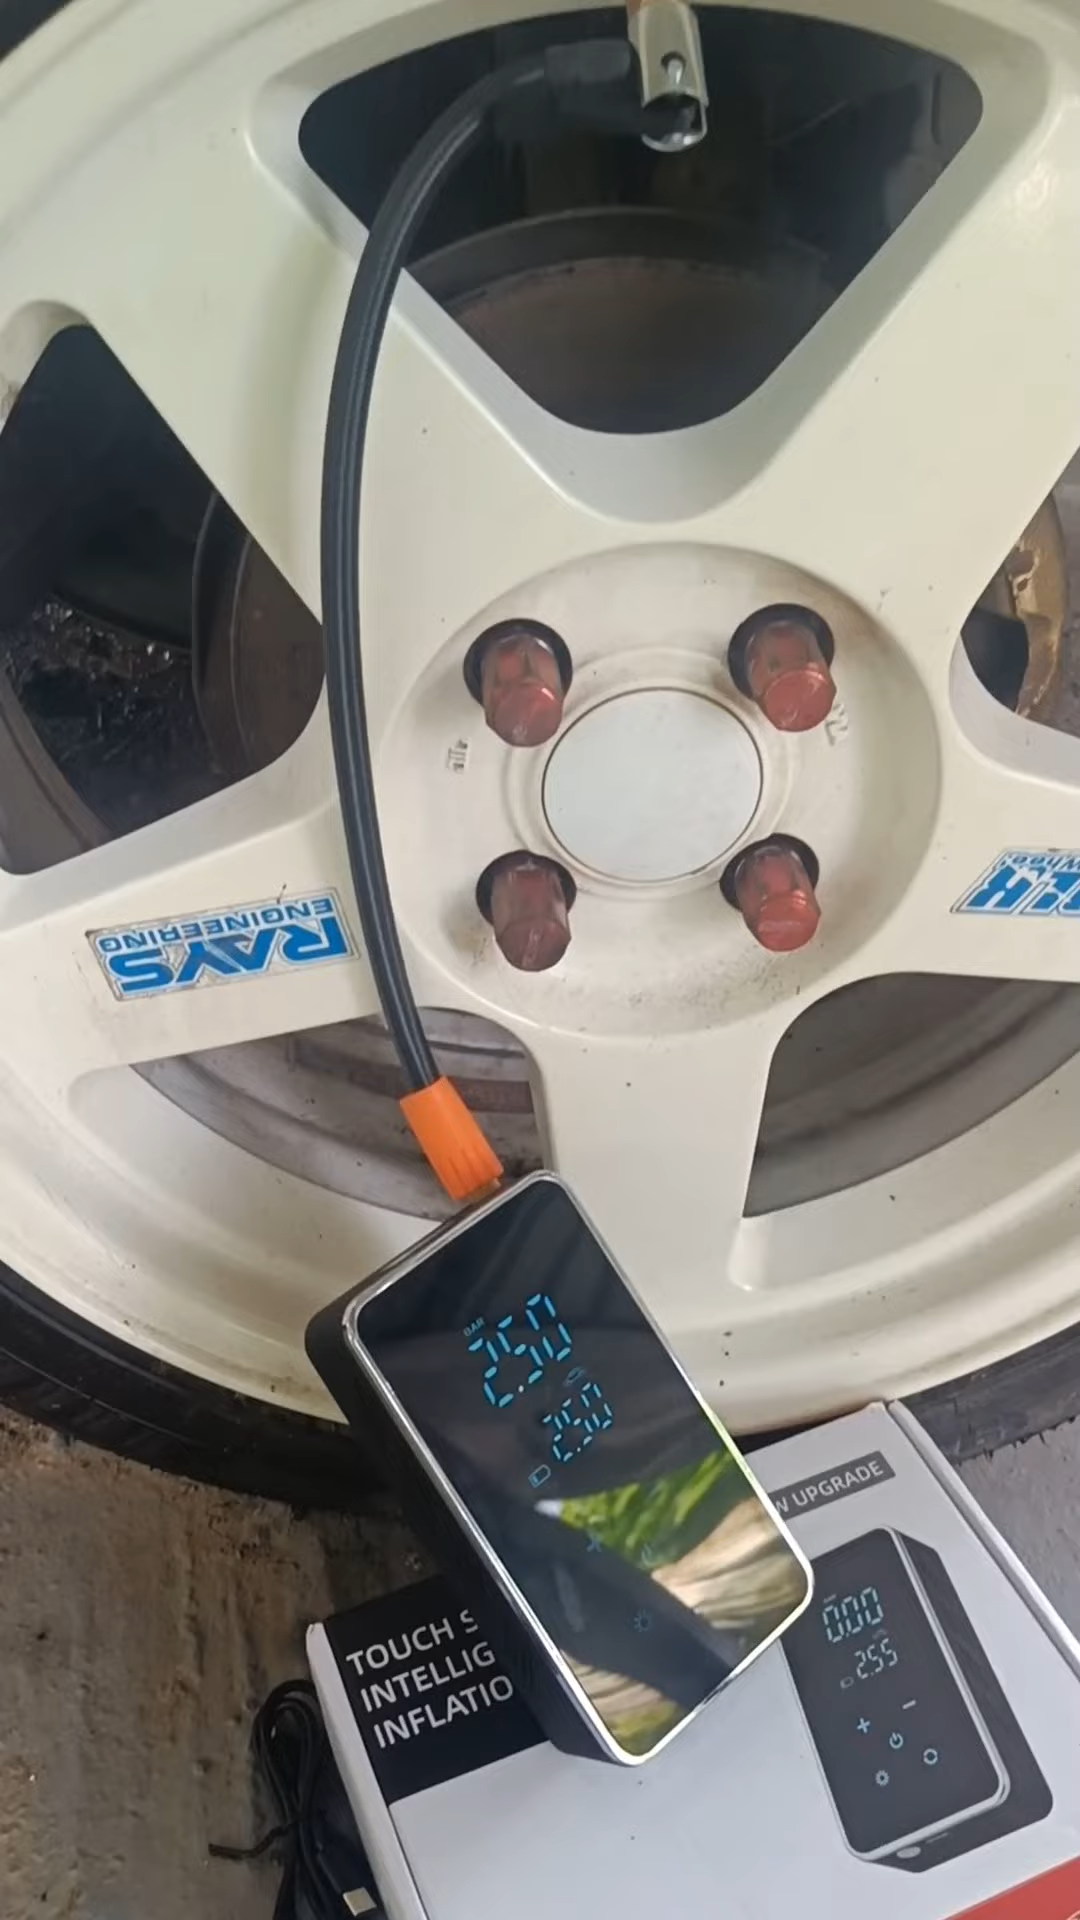 RAYS
ENGINEERING
BAR
2.50
2.50
W UPGRADE
TOUCH S
INTELLIG
INFLATIO
0.00
2.55